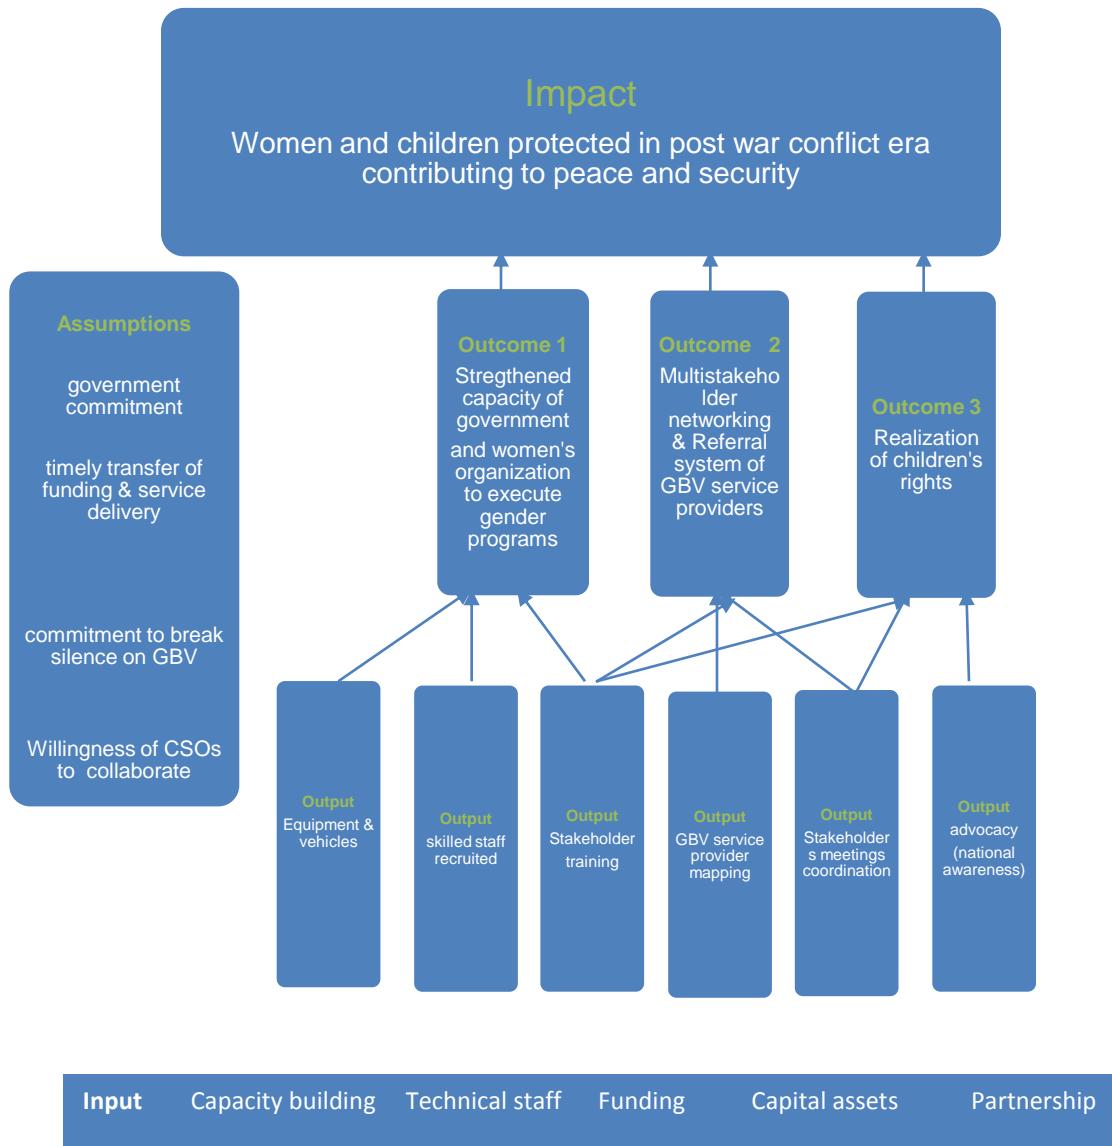 Impact
Women and children protected in post war conflict era
contributing to peace and security
Assumptions
government
commitment
timely transfer of
funding & service
delivery
commitment to break
silence on GBV
Willingness of CSOs
to collaborate
Outcome 1
Stregthened
capacity of
government
and women's
organization
to execute
gender
programs
Outcome 2
Multistakeho
lder
networking
& Referral
system of
GBV service
providers
Outcome 3
Realization
of children's
rights
Output
Equipment &
vehicles
Output
skilled staff
recruited
Output
Stakeholder
training
Output
GBV service
provider
mapping
Output
Stakeholder
s meetings
coordination
Output
advocacy
(national
awareness)
Input Capacity building Technical staff Funding Capital assets Partnership